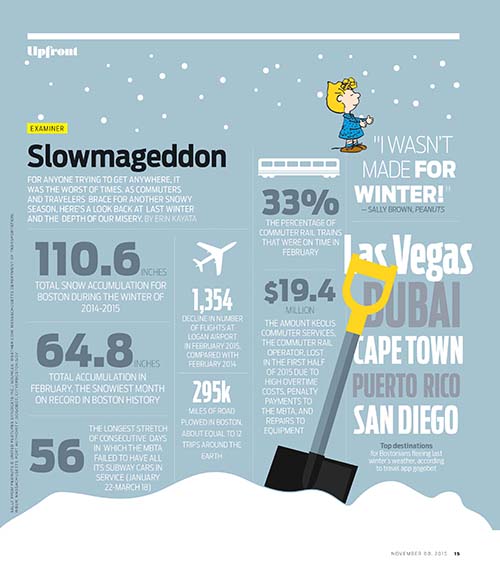 Upfront
EXAMINER
Slowmageddon
FOR ANYONE TRYING TO GET ANYWHERE, IT
WAS THE WORST OF TIMES. AS COMMUTERS
AND TRAVELERS BRACE FOR ANOTHER SNOWY
SEASON, HERE'S A LOOK BACK AT LAST WINTER
AND THE DEPTH OF OUR MISERY. BY ERIN KAYATA
110.6 INCHES
TOTAL SNOW ACCUMULATION FOR
BOSTON DURING THE WINTER OF
2014-2015
64.8 INCHES
TOTAL ACCUMULATION IN
FEBRUARY, THE SNOWIEST MONTH
ON RECORD IN BOSTON HISTORY
56
THE LONGEST STRETCH
OF CONSECUTIVE DAYS
IN WHICH THE MBTA
FAILED TO HAVE ALL
ITS SUBWAY CARS IN
SERVICE (JANUARY
22-MARCH 18)
1,354
DECLINE IN NUMBER
OF FLIGHTS AT
LOGAN AIRPORT
IN FEBRUARY 2015,
COMPARED WITH
FEBRUARY 2014
295k
MILES OF ROAD
PLOWED IN BOSTON,
ABOUT EQUAL TO 12
TRIPS AROUND THE
EARTH
33%
THE PERCENTAGE OF
COMMUTER RAIL TRAINS
THAT WERE ON TIME IN
FEBRUARY
$19.4
MILLION
THE AMOUNT KEOLIS
COMMUTER SERVICES,
THE COMMUTER RAIL
OPERATOR, LOST
IN THE FIRST HALF
OF 2015 DUE TO HIGH
OVERTIME
COSTS, PENALTY
PAYMENTS TO
THE MBTA, AND
REPAIRS TO
EQUIPMENT
"I WASN'T
MADE FOR
WINTER!"
– SALLY BROWN, PEANUTS
Las Vegas
DUBAI
CAPE TOWN
PUERTO RICO
SAN DIEGO
Top destinations
for Bostonians fleeing last
winter's weather, according
to travel app gogobot
NOVEMBER 08, 2015 15